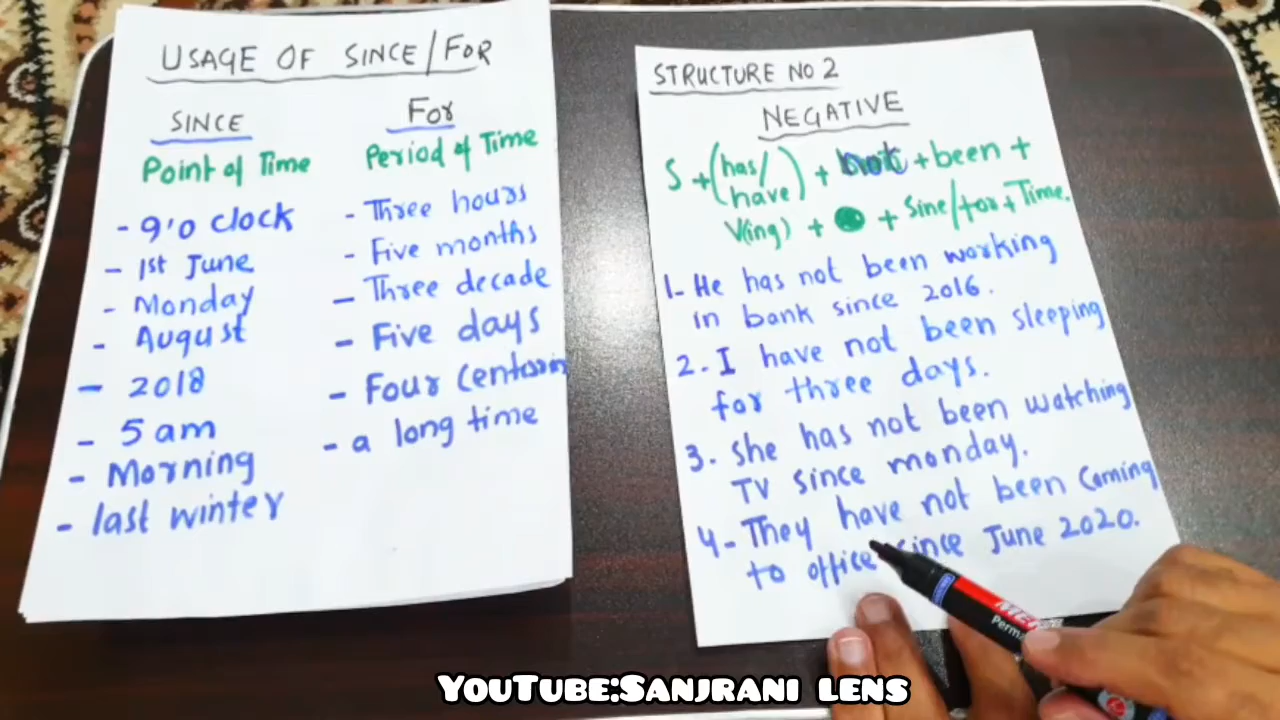 USAGE OF SINCE/FOR
SINCE
Point of Time
- 9'o clock
- 1st June
- Monday
- August
- 2018
- 5 am
- Morning
- last winter
For
Period of Time
- Three hours
- Five months
- Three decade
- Five days
- Four
- a long time
STRUCTURE NO 2
NEGATIVE
S + (has/have) + not + been +
V(ing) + + Sine/for + Time.
1- He has not been working
in bank since 2016.
2. I have not been sleeping
for three days.
3. She has not been watching
TV since monday.
4- They have not been Coming
to office since June 2020.
YouTube:Sanjrani lens